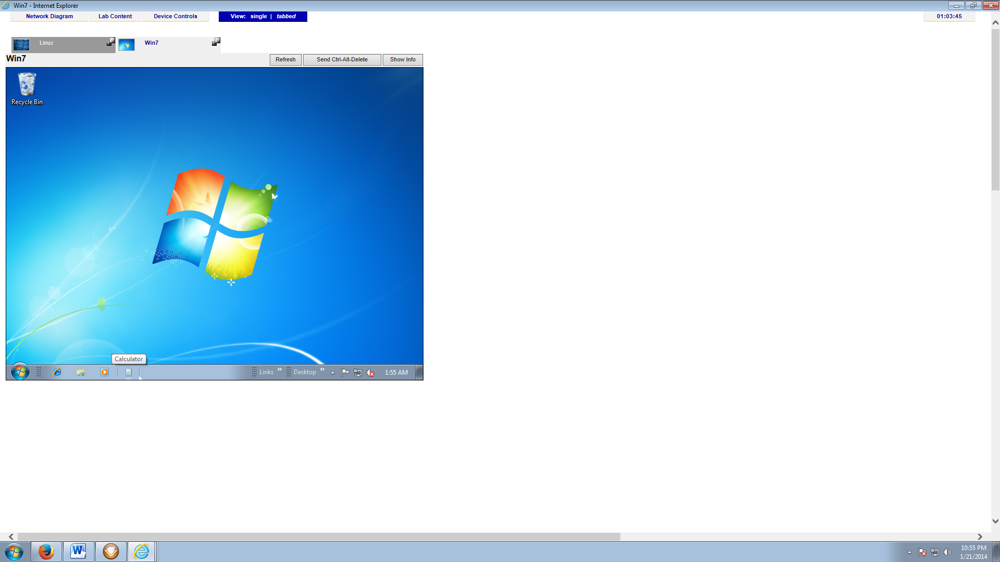 Win7 - Internet Explorer
Network Diagram Lab Content Device Controls View: single | tabbed 01:03:45
Linux Win7
Win7 Refresh Send Ctrl-Alt-Delete Show Info
Recycle Bin
Calculator
Links » Desktop » 1:55 AM
10:55 PM
1/21/2014